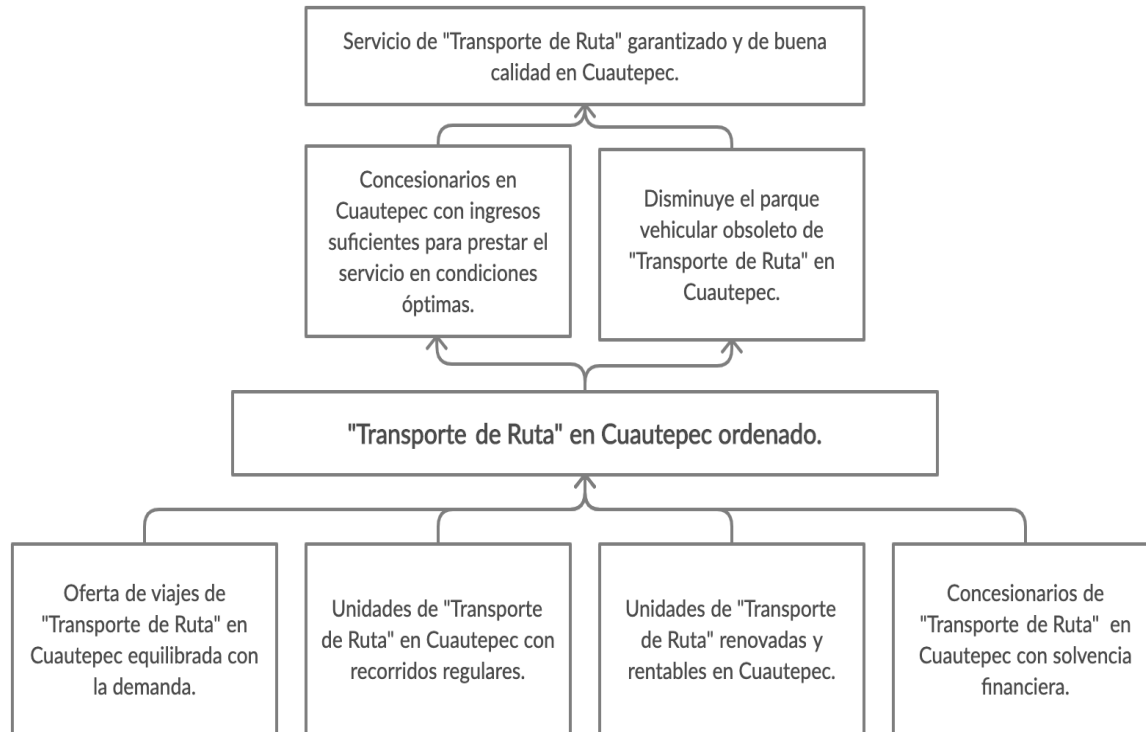 Servicio de "Transporte de Ruta" garantizado y de buena
calidad en Cuautepec.
Concesionarios en
Cuautepec con ingresos
suficientes para prestar el
servicio en condiciones
óptimas.
Disminuye el parque
vehicular obsoleto de
"Transporte de Ruta" en
Cuautepec.
"Transporte de Ruta" en Cuautepec ordenado.
Oferta de viajes de
"Transporte de Ruta" en
Cuautepec equilibrada con
la demanda.
Unidades de "Transporte
de Ruta" en Cuautepec con
recorridos regulares.
Unidades de "Transporte
de Ruta" renovadas y
rentables en Cuautepec.
Concesionarios de
"Transporte de Ruta" en
Cuautepec con solvencia
financiera.